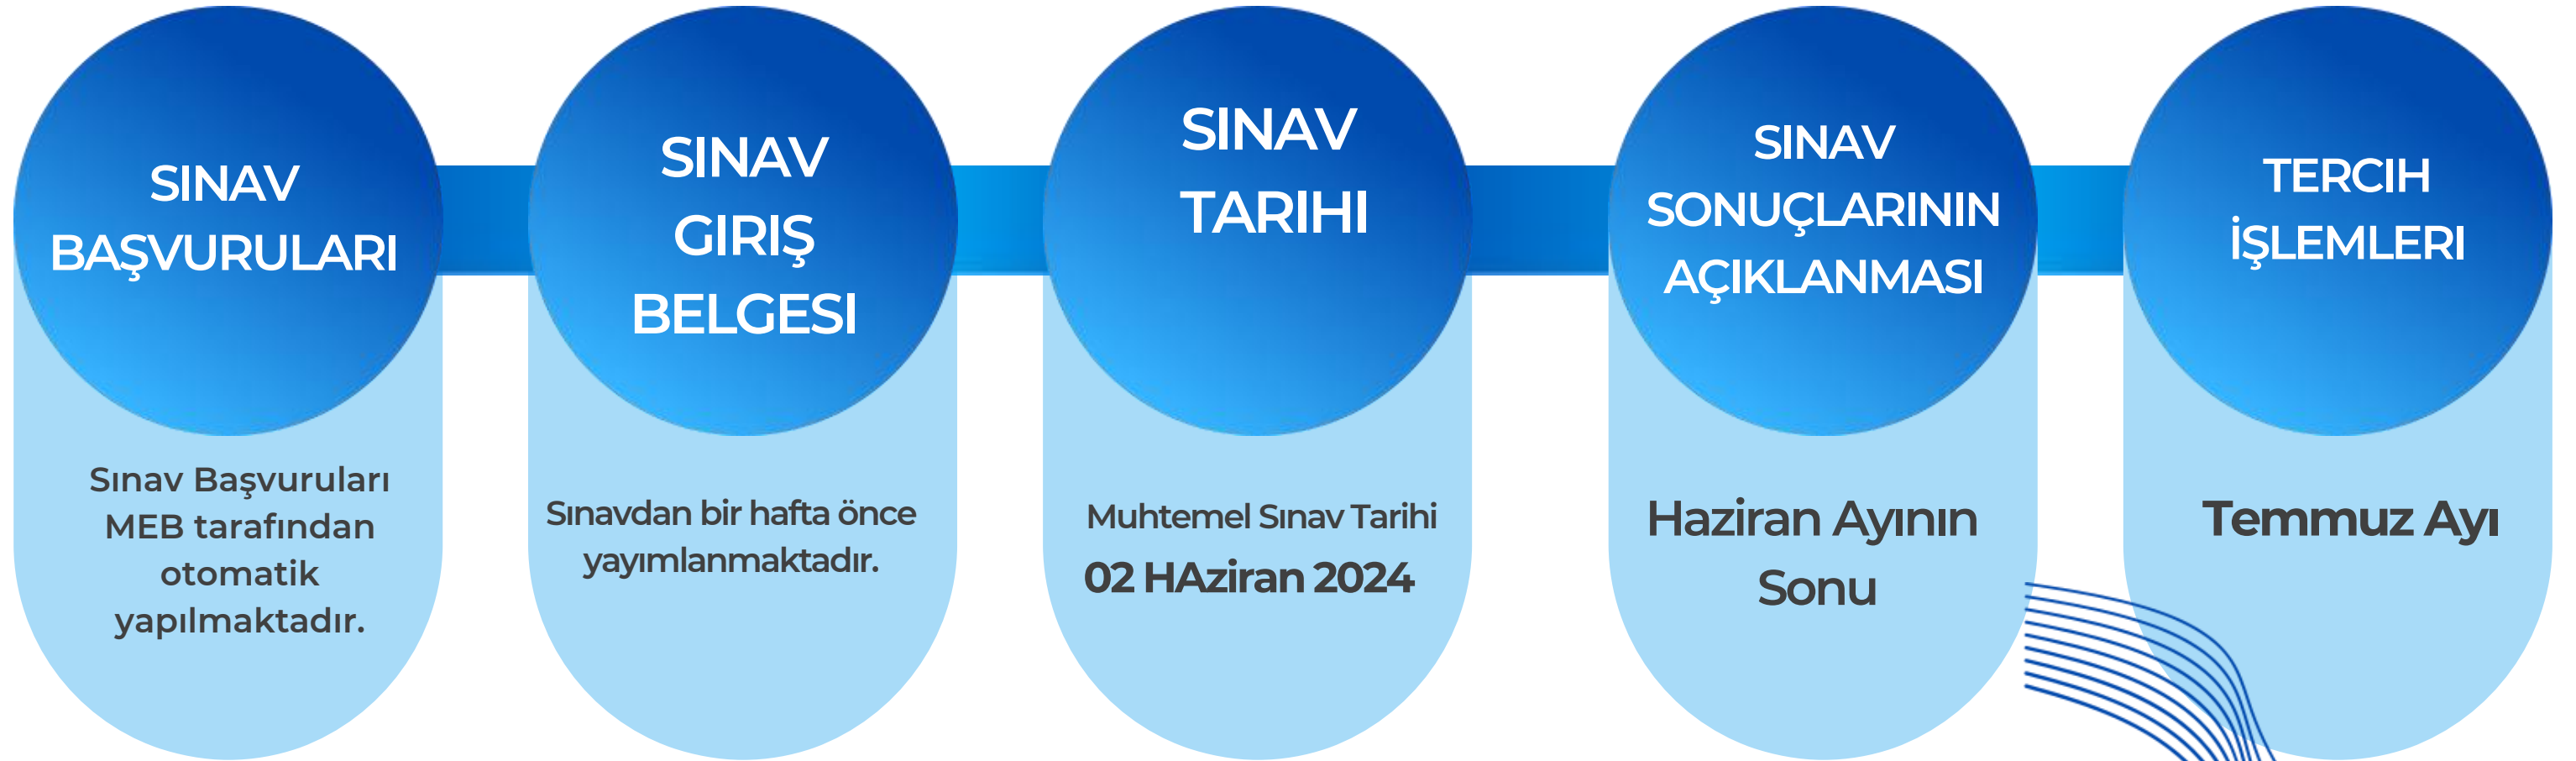 SINAV
BAŞVURULARI
Sınav Başvuruları
MEB tarafından
otomatik
yapılmaktadır.
SINAV
GIRIŞ
BELGESI
Sınavdan bir hafta önce
yayımlanmaktadır.
SINAV
TARIHI
Muhtemel Sınav Tarihi
02 HAziran 2024
SINAV
SONUÇLARININ
AÇIKLANMASI
Haziran Ayının
Sonu
TERCIH
İŞLEMLERI
Temmuz Ayı